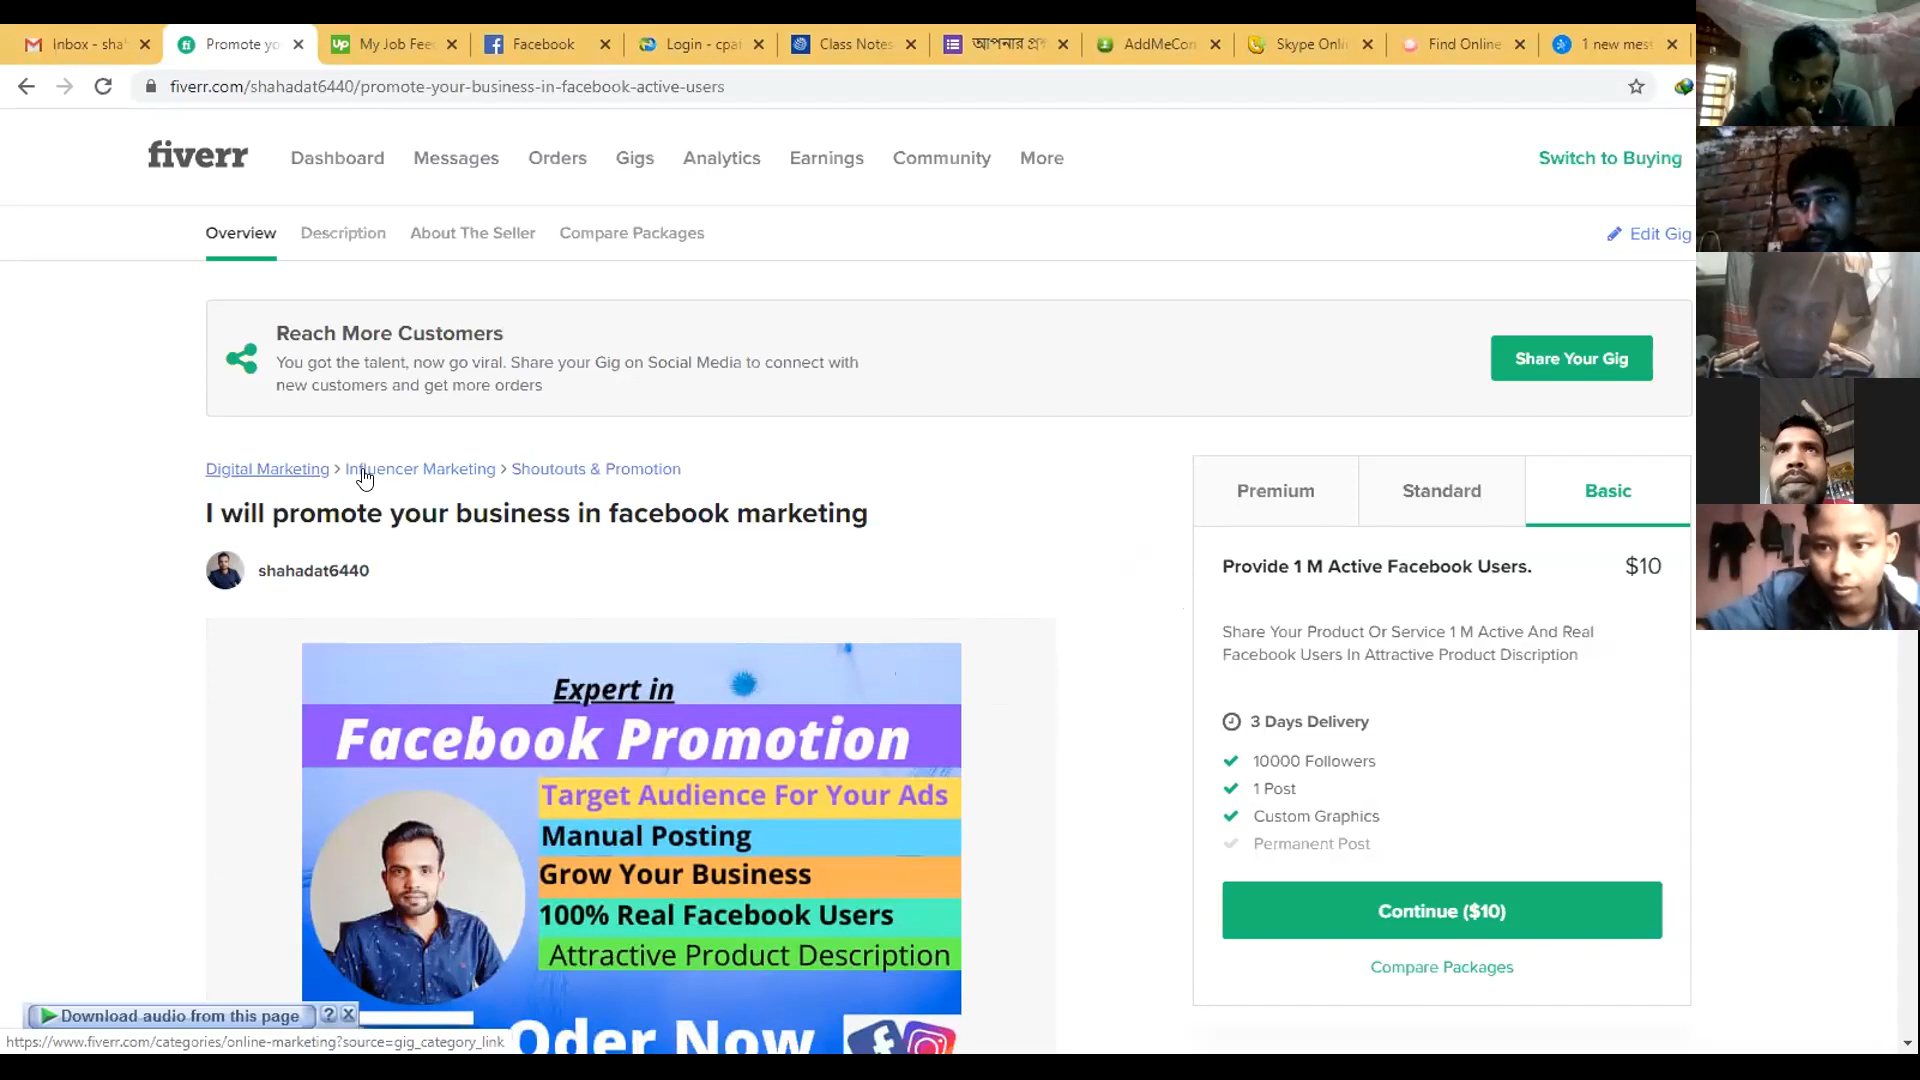 Inbox - sha
Promote yo
Up My Job Fee
Facebook
Login - cpa
Class Notes
আপনার প্র
AddMeCon
Skype Onli
Find Online
1 new mes
fiverr.com/shahadat6440/promote-your-business-in-facebook-active-users
fiverr
Dashboard Messages Orders Gigs Analytics Earnings Community More
Switch to Buying
Overview Description About The Seller Compare Packages
Edit Gig
Reach More Customers
You got the talent, now go viral. Share your Gig on Social Media to connect with
new customers and get more orders
Share Your Gig
Digital Marketing > Influencer Marketing > Shoutouts & Promotion
I will promote your business in facebook marketing
shahadat6440
Expert in
Facebook Promotion
Target Audience For Your Ads
Manual Posting
Grow Your Business
100% Real Facebook Users
Attractive Product Description
Oder Now
Premium Standard Basic
Provide 1 M Active Facebook Users. $10
Share Your Product Or Service 1 M Active And Real
Facebook Users In Attractive Product Discription
3 Days Delivery
10000 Followers
1 Post
Custom Graphics
Permanent Post
Continue ($10)
Compare Packages
Download audio from this page ?
https://www.fiverr.com/categories/online-marketing?source=gig_category_link